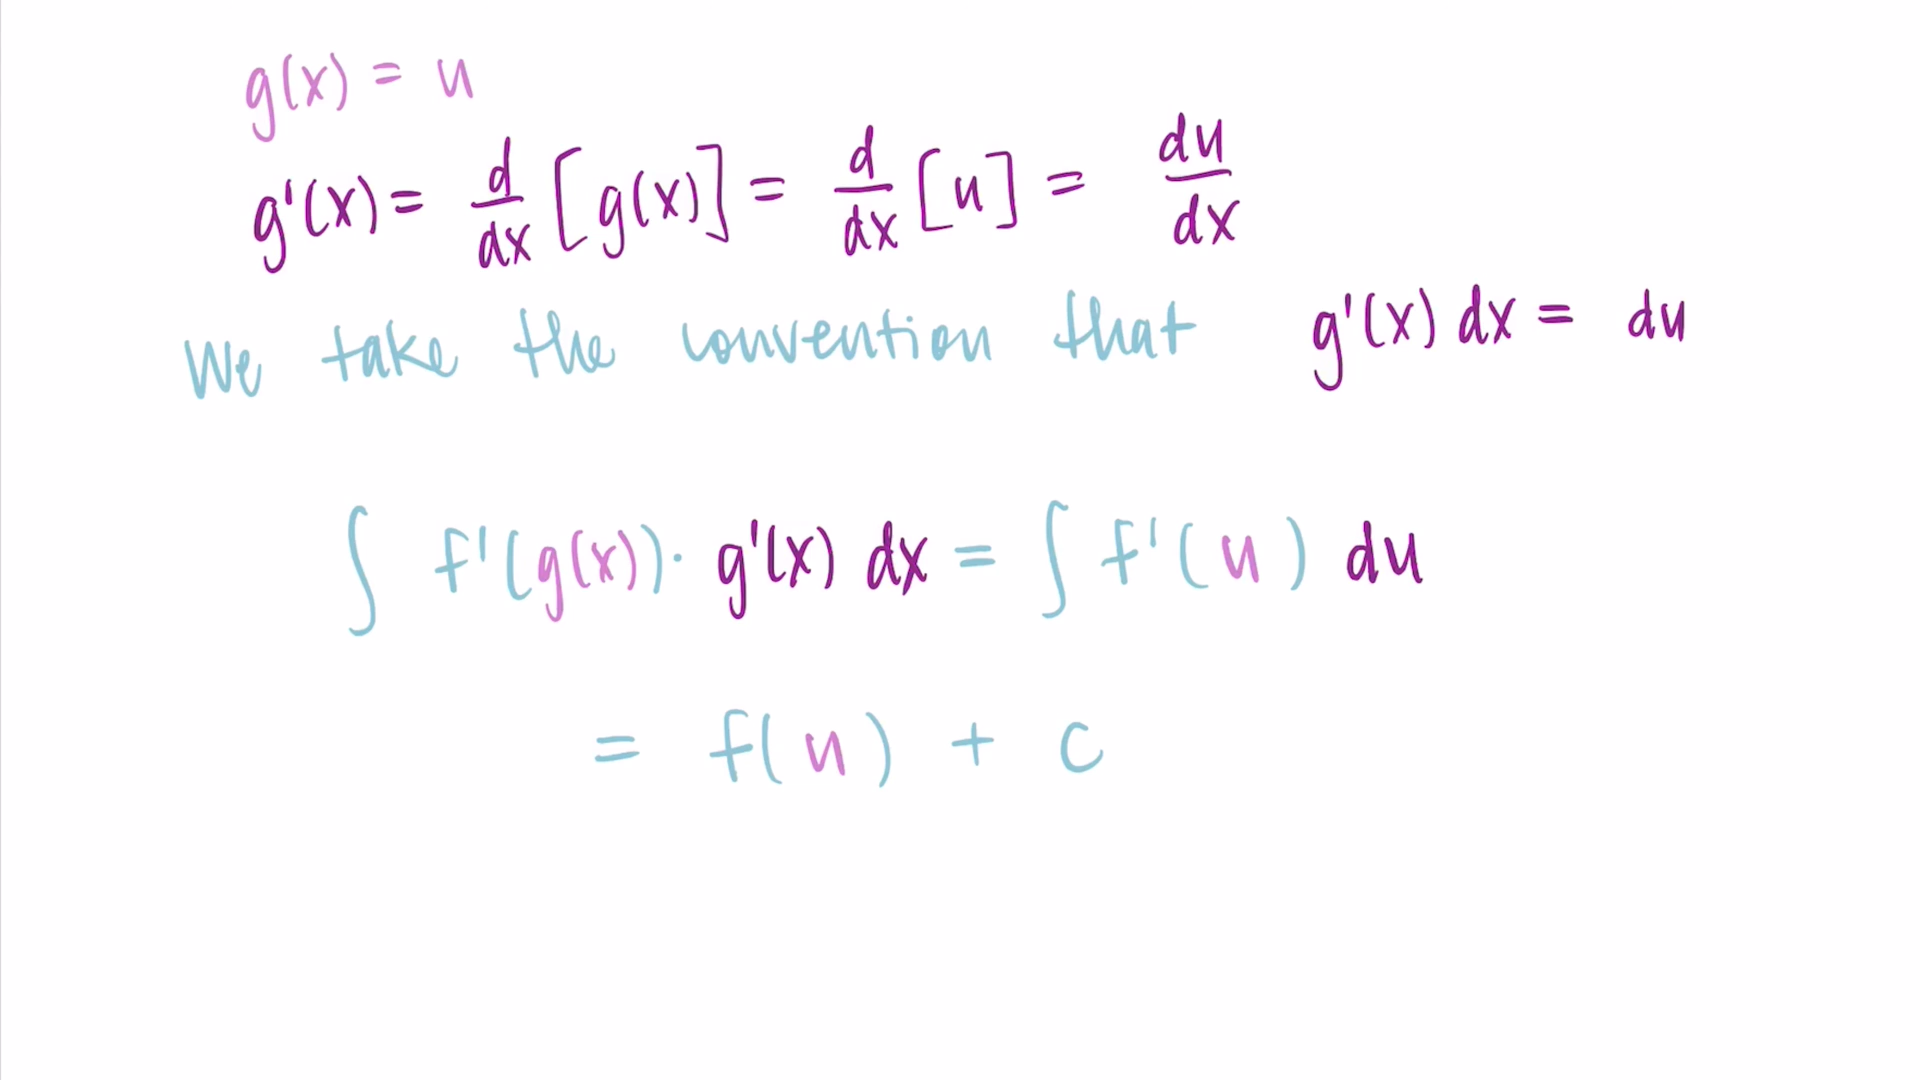 g(x) = u
g'(x) = d/dx [g(x)] = d/dx [u] = du/dx
We take the convention that g'(x) dx = du
∫ f'(g(x)) · g'(x) dx = ∫ f'(u) du
= f(u) + c